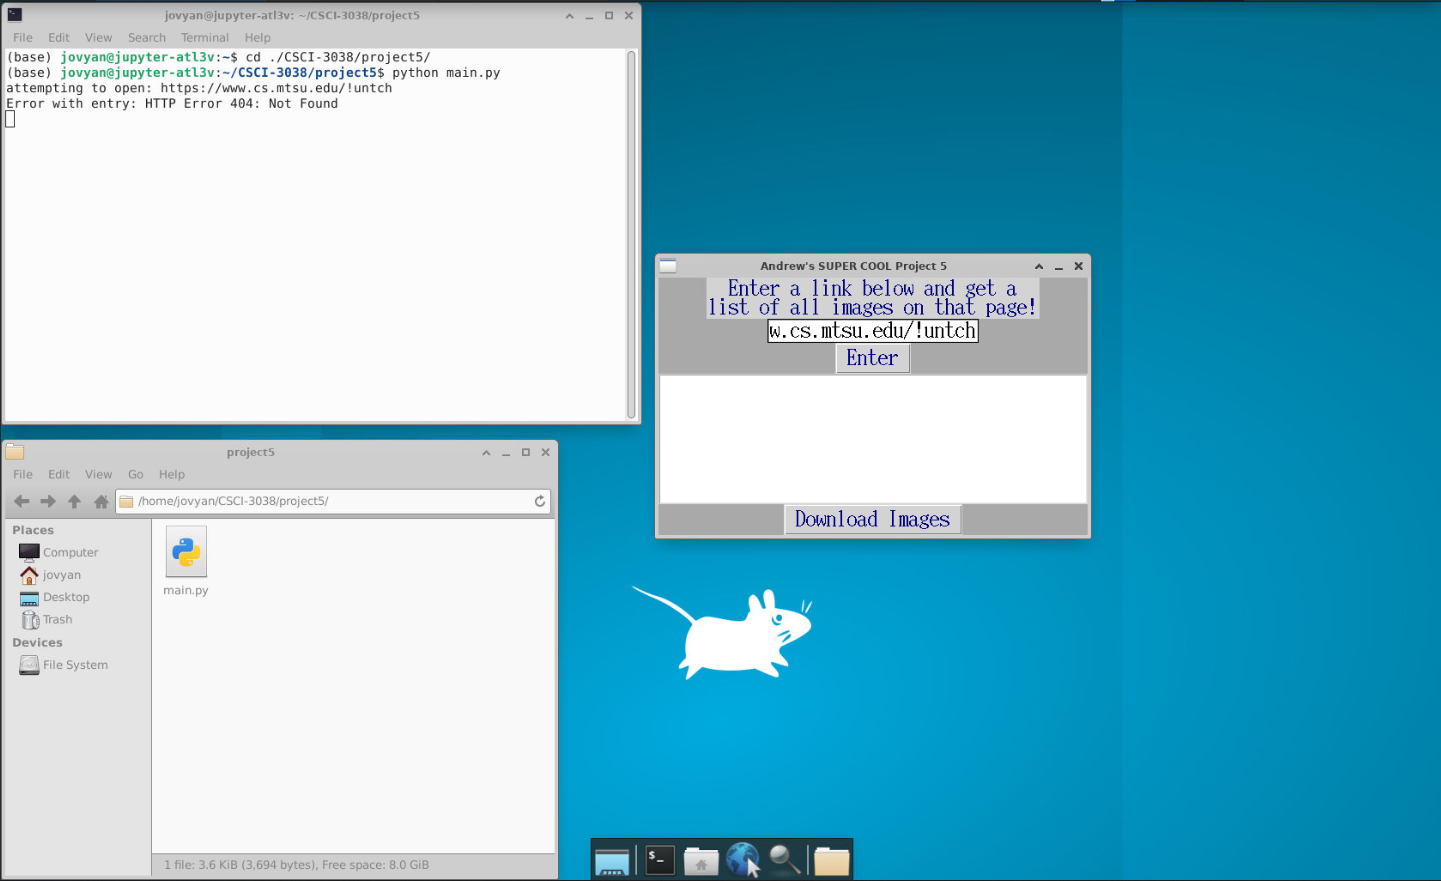 jovyan@jupyter-atl3v: ~/CSCI-3038/project5
File Edit View Search Terminal Help
(base) jovyan@jupyter-atl3v:~$ cd ./CSCI-3038/project5/
(base) jovyan@jupyter-atl3v:~/CSCI-3038/project5$ python main.py
attempting to open: https://www.cs.mtsu.edu/!untch
Error with entry: HTTP Error 404: Not Found
Andrew's SUPER COOL Project 5
Enter a link below and get a
list of all images on that page!
w.cs.mtsu.edu/!untch
Enter
Download Images
project5
File Edit View Go Help
/home/jovyan/CSCI-3038/project5/
Places
Computer
jovyan
Desktop
Trash
Devices
File System
main.py
1 file: 3.6 KiB (3,694 bytes), Free space: 8.0 GiB
$_